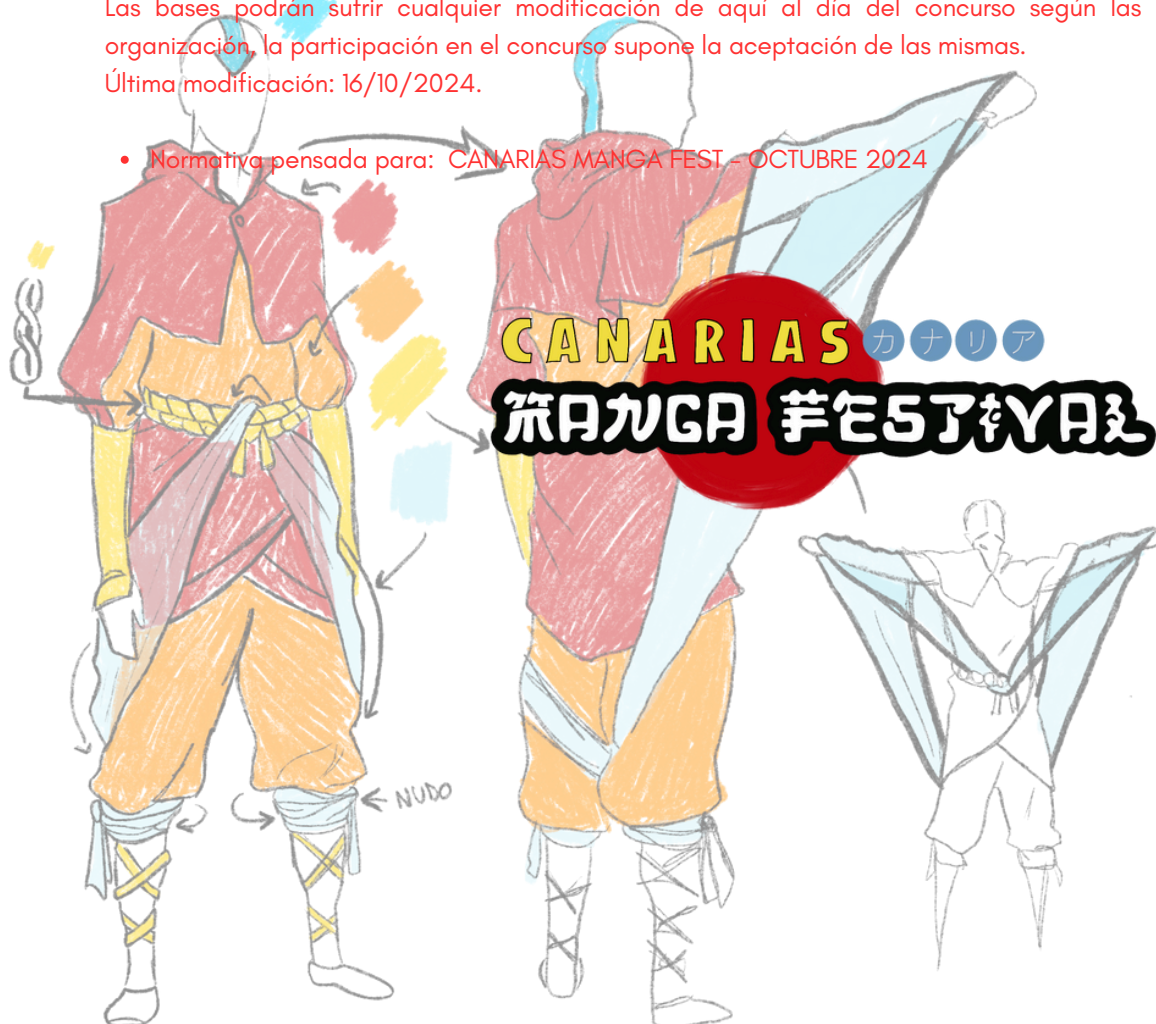 Las bases podrán sufrir cualquier modificación de aquí al día del concurso según las
organización, la participación en el concurso supone la aceptación de las mismas.
Última modificación: 16/10/2024.
• Normativa pensada para: CANARIAS MANGA FEST - OCTUBRE 2024
CANARIAS カナリア
MANGA FESTIVAL
NUDO